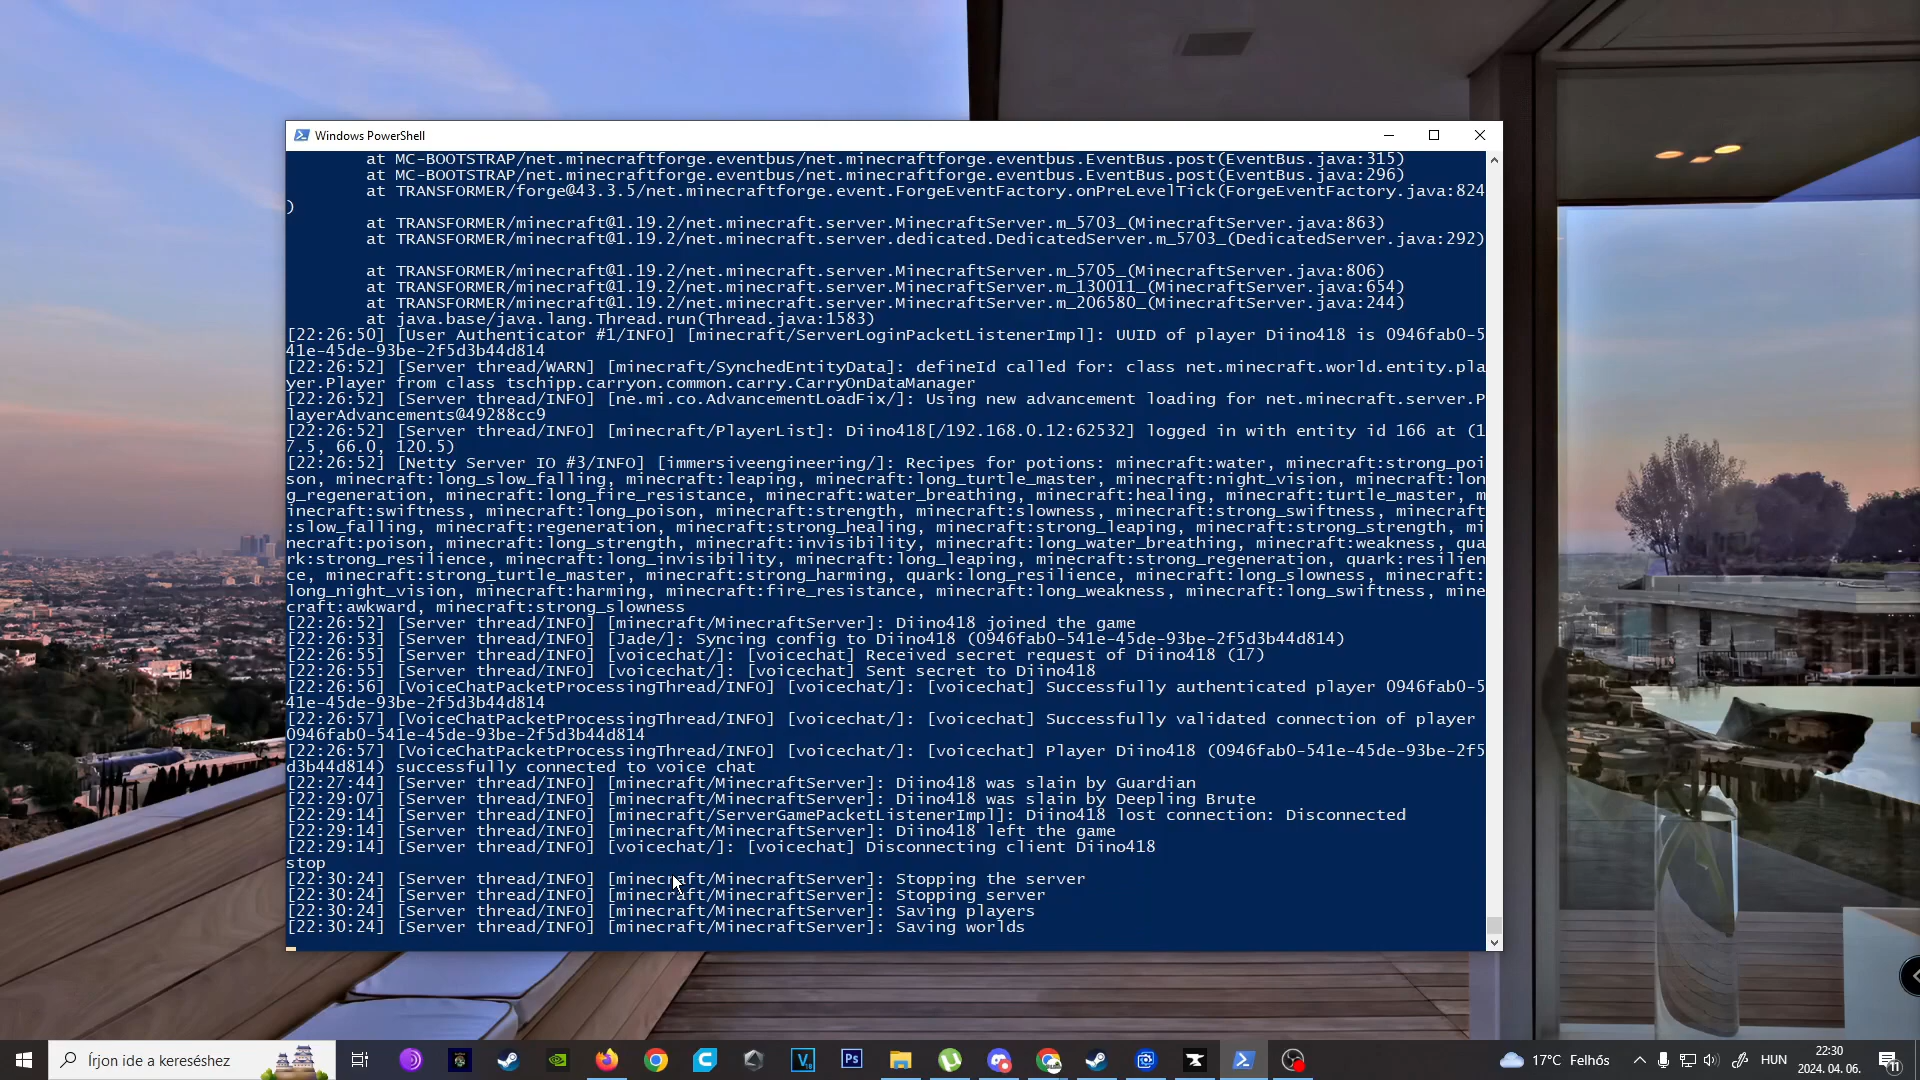 Windows PowerShell
at MC-BOOTSTRAP/net.minecraftforge.eventbus/net.minecraftforge.eventbus.EventBus.post(EventBus.java:315)
at MC-BOOTSTRAP/net.minecraftforge.eventbus/net.minecraftforge.eventbus.EventBus.post(EventBus.java:296)
at TRANSFORMER/forge@43.3.5/net.minecraftforge.event.ForgeEventFactory.onPreLevelTick(ForgeEventFactory.java:824
)
at TRANSFORMER/minecraft@1.19.2/net.minecraft.server.MinecraftServer.m_5703_(MinecraftServer.java:863)
at TRANSFORMER/minecraft@1.19.2/net.minecraft.server.dedicated.DedicatedServer.m_5703_(DedicatedServer.java:292)
at TRANSFORMER/minecraft@1.19.2/net.minecraft.server.MinecraftServer.m_5705_(MinecraftServer.java:806)
at TRANSFORMER/minecraft@1.19.2/net.minecraft.server.MinecraftServer.m_130011_(MinecraftServer.java:654)
at TRANSFORMER/minecraft@1.19.2/net.minecraft.server.MinecraftServer.m_206580_(MinecraftServer.java:244)
at java.base/java.lang.Thread.run(Thread.java:1583)
[22:26:50] [User Authenticator #1/INFO] [minecraft/ServerLoginPacketListenerImpl]: UUID of player Diino418 is 0946fab0-5
41e-45de-93be-2f5d3b44d814
[22:26:52] [Server thread/WARN] [minecraft/SynchedEntityData]: defineId called for: class net.minecraft.world.entity.pla
yer.Player from class tschipp.carryon.common.carry.CarryOnDataManager
[22:26:52] [Server thread/INFO] [ne.mi.co.AdvancementLoadFix/]: Using new advancement loading for net.minecraft.server.P
layerAdvancements@49288cc9
[22:26:52] [Server thread/INFO] [minecraft/PlayerList]: Diino418[/192.168.0.12:62532] logged in with entity id 166 at (1
7.5, 66.0, 120.5)
[22:26:52] [Netty Server IO #3/INFO] [immersiveengineering/]: Recipes for potions: minecraft:water, minecraft:strong_poi
son, minecraft:long_slow_falling, minecraft:leaping, minecraft:long_turtle_master, minecraft:night_vision, minecraft:lon
g_regeneration, minecraft:long_fire_resistance, minecraft:water_breathing, minecraft:healing, minecraft:turtle_master, m
inecraft:swiftness, minecraft:long_poison, minecraft:strength, minecraft:slowness, minecraft:strong_swiftness, minecraft
:slow_falling, minecraft:regeneration, minecraft:strong_healing, minecraft:strong_leaping, minecraft:strong_strength, mi
necraft:poison, minecraft:long_strength, minecraft:invisibility, minecraft:long_water_breathing, minecraft:weakness, qua
rk:strong_resilience, minecraft:long_invisibility, minecraft:long_leaping, minecraft:strong_regeneration, quark:resilien
ce, minecraft:strong_turtle_master, minecraft:strong_harming, quark:long_resilience, minecraft:long_slowness, minecraft:
long_night_vision, minecraft:harming, minecraft:fire_resistance, minecraft:long_weakness, minecraft:long_swiftness, mine
craft:awkward, minecraft:strong_slowness
[22:26:52] [Server thread/INFO] [minecraft/MinecraftServer]: Diino418 joined the game
[22:26:53] [Server thread/INFO] [Jade/]: Syncing config to Diino418 (0946fab0-541e-45de-93be-2f5d3b44d814)
[22:26:55] [Server thread/INFO] [voicechat/]: [voicechat] Received secret request of Diino418 (17)
[22:26:55] [Server thread/INFO] [voicechat/]: [voicechat] Sent secret to Diino418
[22:26:56] [VoiceChatPacketProcessingThread/INFO] [voicechat/]: [voicechat] Successfully authenticated player 0946fab0-5
41e-45de-93be-2f5d3b44d814
[22:26:57] [VoiceChatPacketProcessingThread/INFO] [voicechat/]: [voicechat] Successfully validated connection of player
0946fab0-541e-45de-93be-2f5d3b44d814
[22:26:57] [VoiceChatPacketProcessingThread/INFO] [voicechat/]: [voicechat] Player Diino418 (0946fab0-541e-45de-93be-2f5
d3b44d814) successfully connected to voice chat
[22:27:44] [Server thread/INFO] [minecraft/MinecraftServer]: Diino418 was slain by Guardian
[22:29:07] [Server thread/INFO] [minecraft/MinecraftServer]: Diino418 was slain by Deepling Brute
[22:29:14] [Server thread/INFO] [minecraft/ServerGamePacketListenerImpl]: Diino418 lost connection: Disconnected
[22:29:14] [Server thread/INFO] [minecraft/MinecraftServer]: Diino418 left the game
[22:29:14] [Server thread/INFO] [voicechat/]: [voicechat] Disconnecting client Diino418
stop
[22:30:24] [Server thread/INFO] [minecraft/MinecraftServer]: Stopping the server
[22:30:24] [Server thread/INFO] [minecraft/MinecraftServer]: Stopping server
[22:30:24] [Server thread/INFO] [minecraft/MinecraftServer]: Saving players
[22:30:24] [Server thread/INFO] [minecraft/MinecraftServer]: Saving worlds
Írjon ide a kereséshez
Ps
17°C Felhős
HUN
22:30
2024. 04. 06.
11